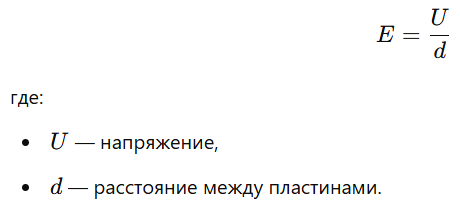 E = U/d
где:
• U — напряжение,
• d — расстояние между пластинами.